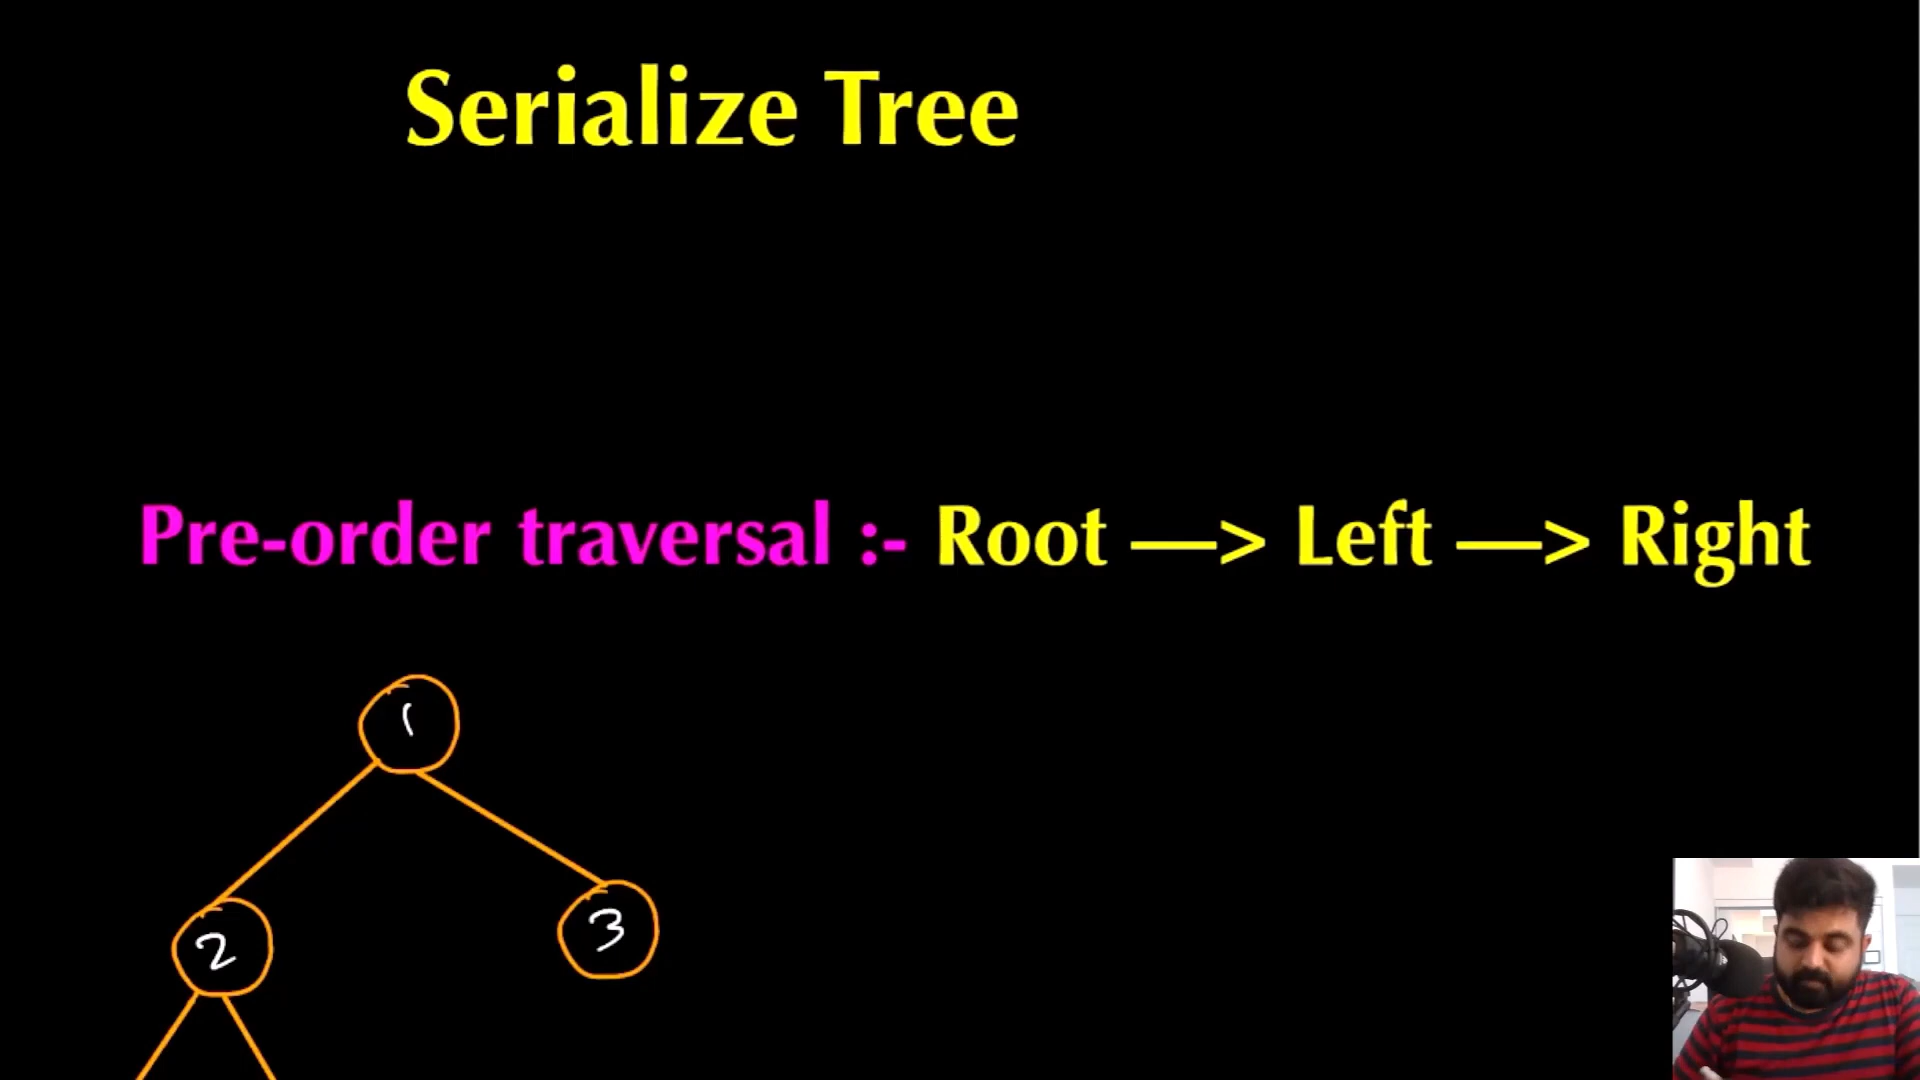 Serialize Tree
Pre-order traversal :- Root —> Left —> Right
1
2
3